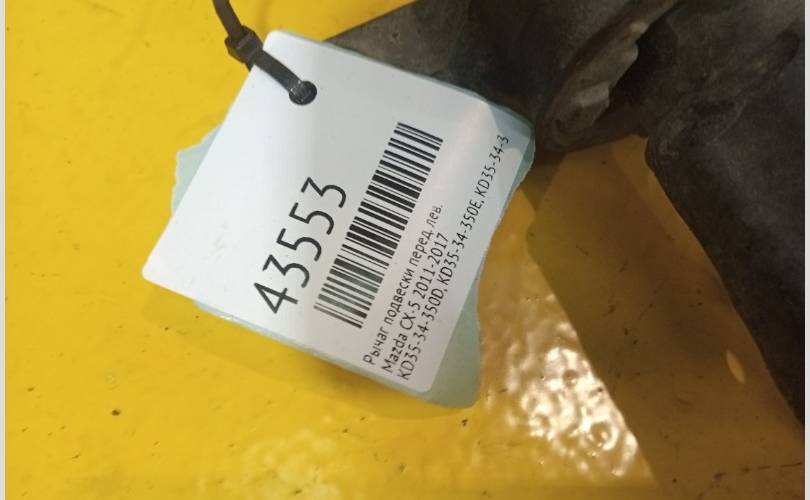 43553
Рычаг подвески перед. лев.
Mazda CX-5 2011-2017
KD35-34-350D, KD35-34-350E, KD35-34-3